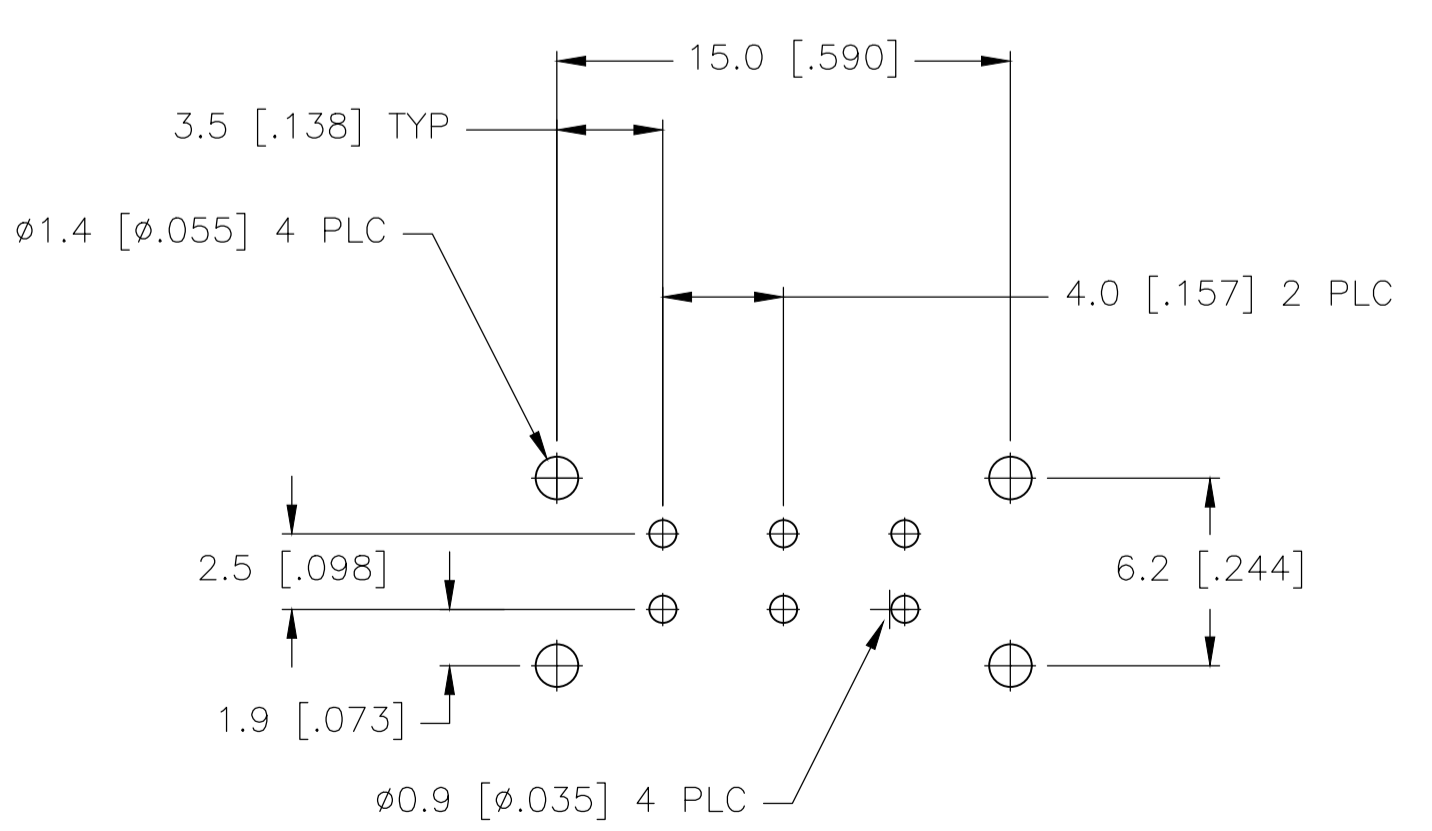 15.0 [.590]
3.5 [.138] TYP
ø1.4 [ø.055] 4 PLC
4.0 [.157] 2 PLC
2.5 [.098]
6.2 [.244]
1.9 [.073]
ø0.9 [ø.035] 4 PLC